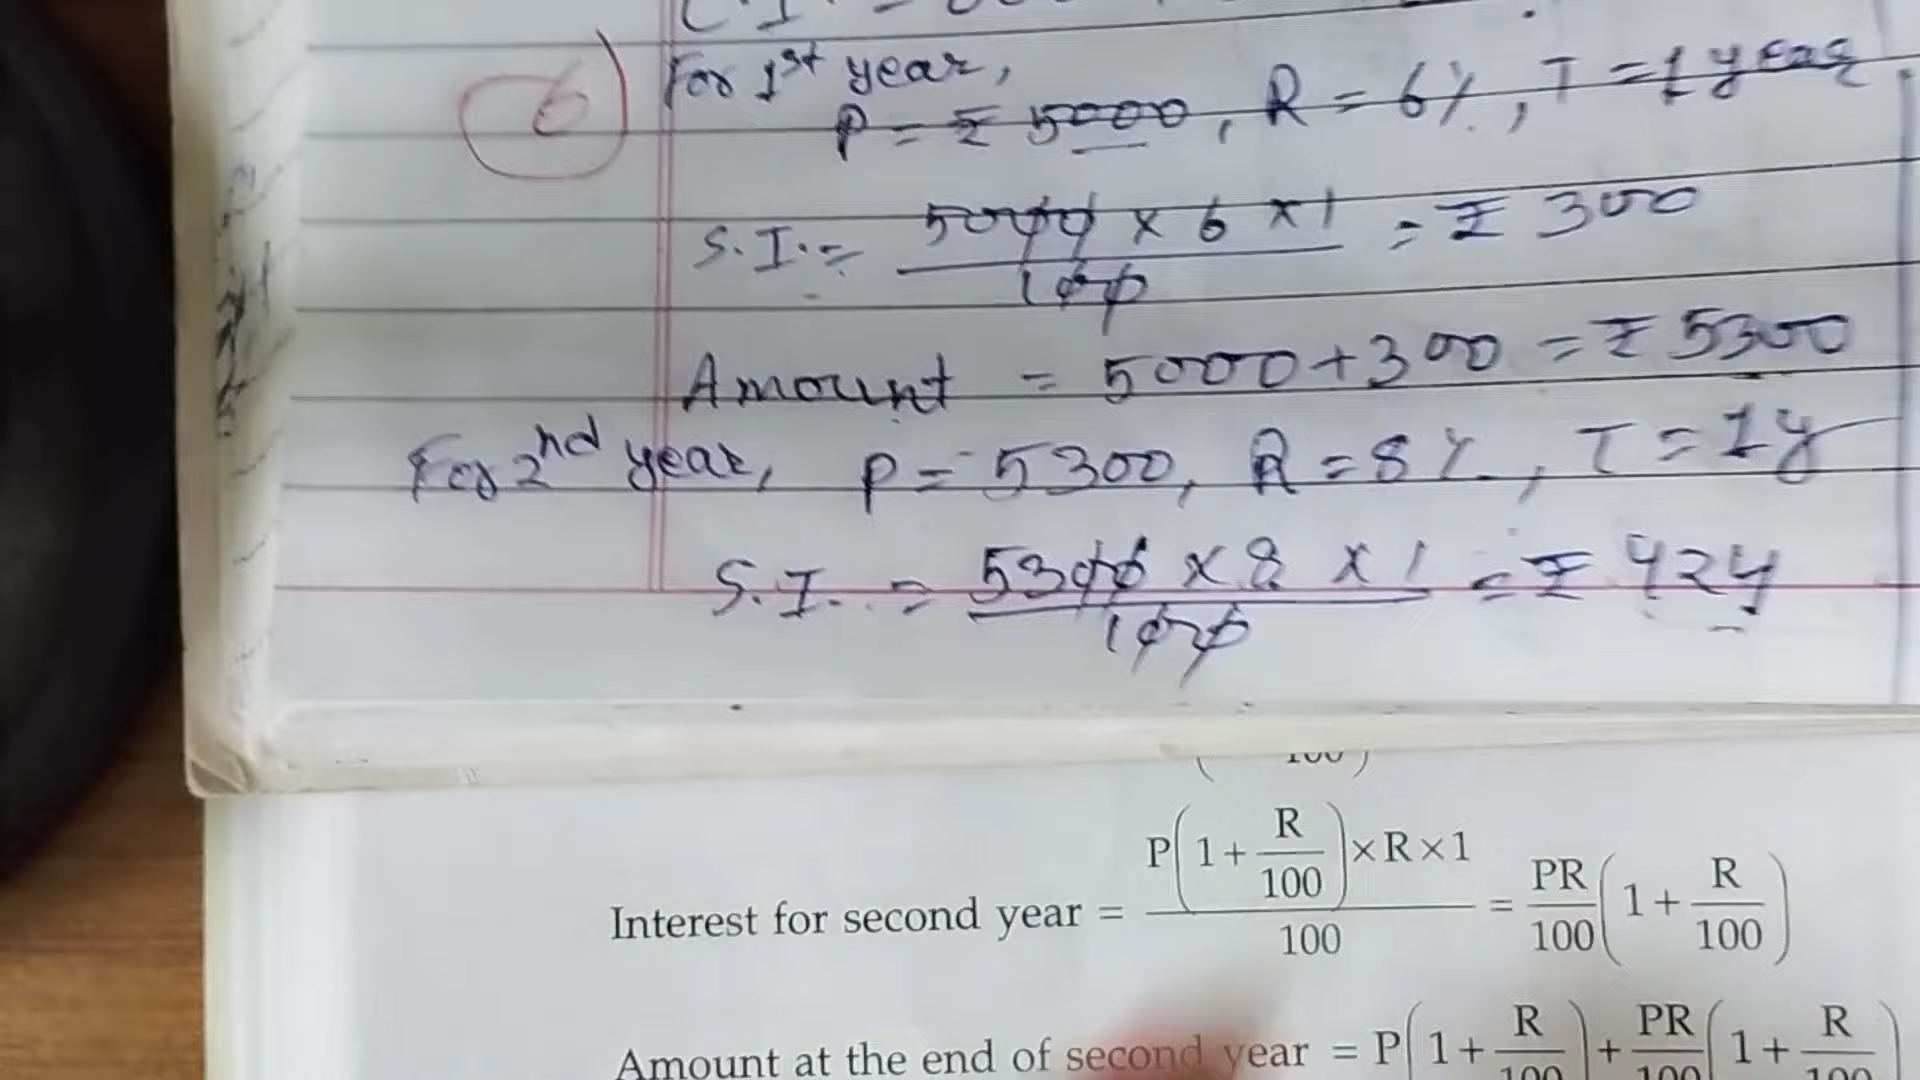 6)
For 1st year,
P = ₹ 5000, R = 6%, T = 1 year
S.I. = 5000 x 6 x 1 / 100 = ₹ 300
Amount = 5000 + 300 = ₹ 5300
For 2nd year, P = 5300, R = 8%, T = 1y
S.I. = 5300 x 8 x 1 / 100 = ₹ 424
100 )
Interest for second year = P(1 + R/100) × R × 1 / 100 = PR/100 (1 + R/100)
Amount at the end of second year = P(1 + R/100) + PR/100 (1 + R/100)